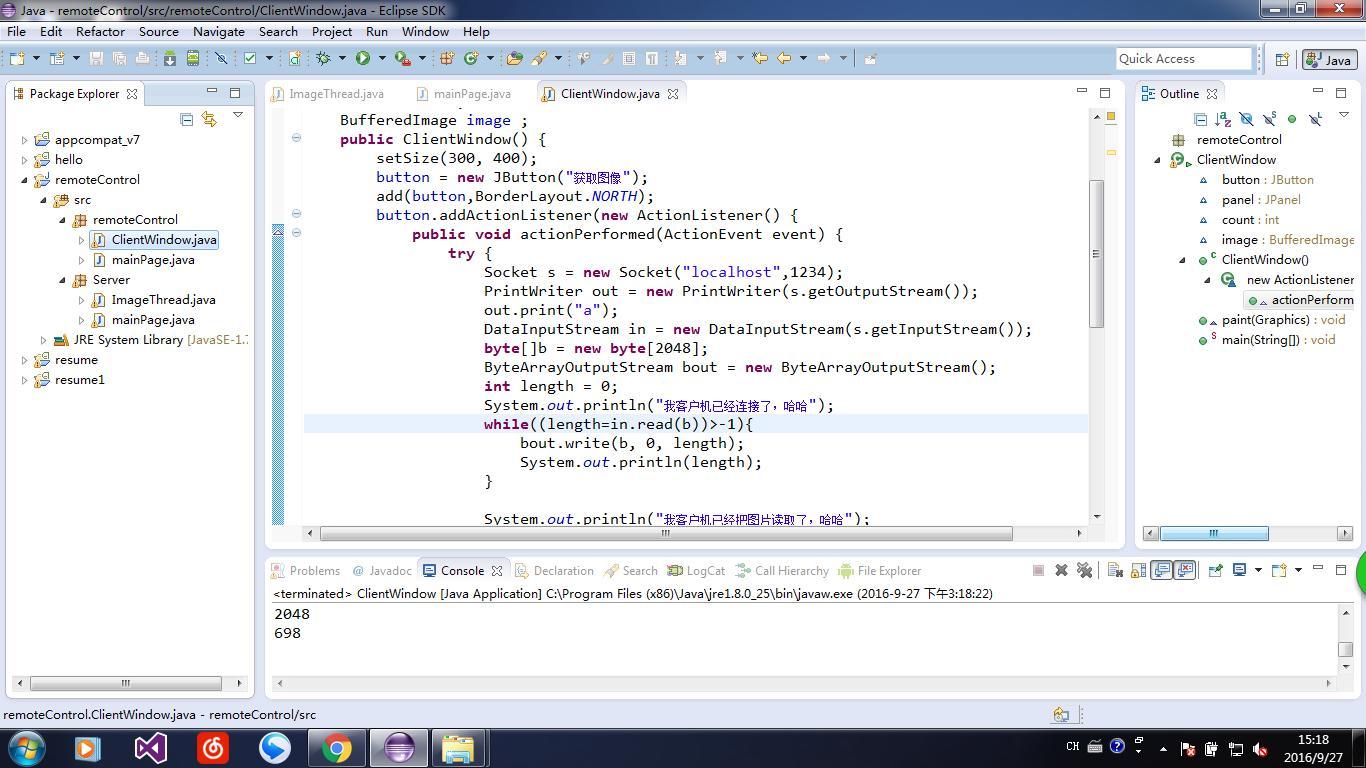 Java - remoteControl/src/remoteControl/ClientWindow.java - Eclipse SDK
File Edit Refactor Source Navigate Search Project Run Window Help
Quick Access
Java
Package Explorer
appcompat_v7
hello
remoteControl
src
remoteControl
ClientWindow.java
mainPage.java
Server
ImageThread.java
mainPage.java
JRE System Library [JavaSE-1.7
resume
resume1
ImageThread.java mainPage.java ClientWindow.java
BufferedImage image ;
public ClientWindow() {
setSize(300, 400);
button = new JButton("获取图像");
add(button,BorderLayout.NORTH);
button.addActionListener(new ActionListener() {
public void actionPerformed(ActionEvent event) {
try {
Socket s = new Socket("localhost",1234);
PrintWriter out = new PrintWriter(s.getOutputStream());
out.print("a");
DataInputStream in = new DataInputStream(s.getInputStream());
byte[]b = new byte[2048];
ByteArrayOutputStream bout = new ByteArrayOutputStream();
int length = 0;
System.out.println("我客户机已经连接了，哈哈");
while((length=in.read(b))>-1){
bout.write(b, 0, length);
System.out.println(length);
}
System.out.println("我客户机已经把图片读取了，哈哈");
Outline
remoteControl
ClientWindow
button : JButton
panel : JPanel
count : int
image : BufferedImage
ClientWindow()
new ActionListener
actionPerform
paint(Graphics) : void
main(String[]) : void
Problems @ Javadoc Console Declaration Search LogCat Call Hierarchy File Explorer
<terminated> ClientWindow [Java Application] C:\Program Files (x86)\Java\jre1.8.0_25\bin\javaw.exe (2016-9-27 下午3:18:22)
2048
698
remoteControl.ClientWindow.java - remoteControl/src
CH
15:18
2016/9/27